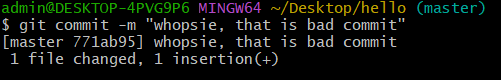 admin@DESKTOP-4PVG9P6 MINGW64 ~/Desktop/hello (master)
$ git commit -m "whopsie, that is bad commit"
[master 771ab95] whopsie, that is bad commit
 1 file changed, 1 insertion(+)